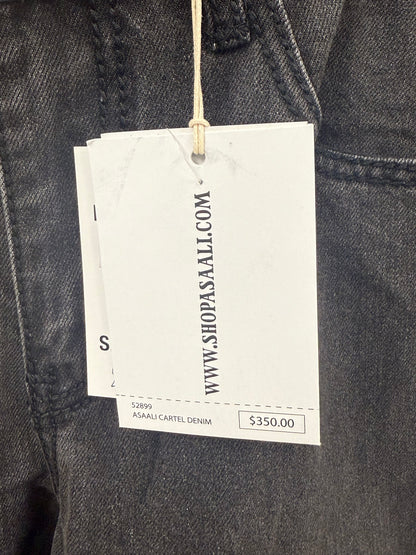 WWW.SHOPASAALI.COM
52899
ASAALI CARTEL DENIM
$350.00
S